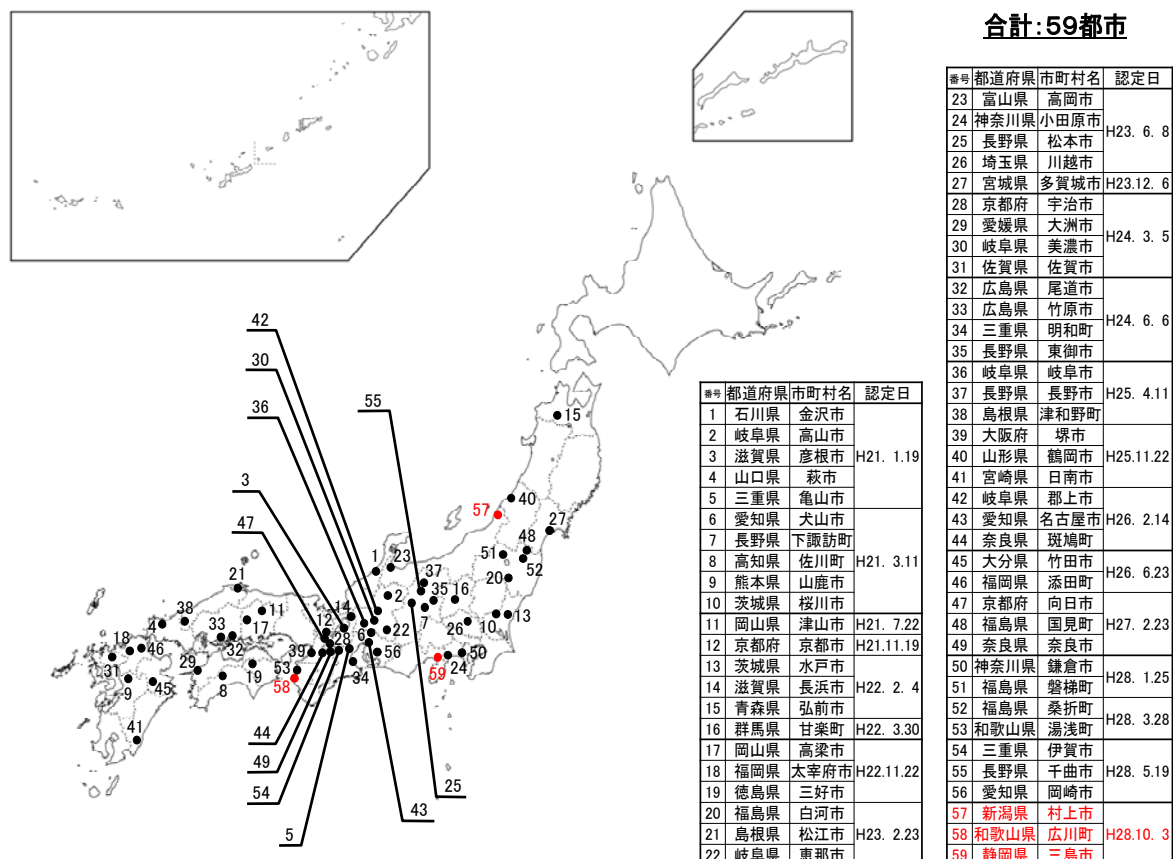 合計:59都市
番号 都道府県 市町村名 認定日
1 石川県 金沢市 H21. 1.19
2 岐阜県 高山市
3 滋賀県 彦根市
4 山口県 萩市
5 三重県 亀山市
6 愛知県 犬山市 H21. 3.11
7 長野県 下諏訪町
8 高知県 佐川町
9 熊本県 山鹿市
10 茨城県 桜川市
11 岡山県 津山市 H21. 7.22
12 京都府 京都市 H21.11.19
13 茨城県 水戸市 H22. 2. 4
14 滋賀県 長浜市
15 青森県 弘前市
16 群馬県 甘楽町 H22. 3.30
17 岡山県 高梁市 H22.11.22
18 福岡県 太宰府市
19 徳島県 三好市
20 福島県 白河市 H23. 2.23
21 島根県 松江市
22 岐阜県 恵那市
番号 都道府県 市町村名 認定日
23 富山県 高岡市 H23. 6. 8
24 神奈川県 小田原市
25 長野県 松本市
26 埼玉県 川越市
27 宮城県 多賀城市 H23.12. 6
28 京都府 宇治市 H24. 3. 5
29 愛媛県 大洲市
30 岐阜県 美濃市
31 佐賀県 佐賀市
32 広島県 尾道市 H24. 6. 6
33 広島県 竹原市
34 三重県 明和町
35 長野県 東御市
36 岐阜県 岐阜市 H25. 4.11
37 長野県 長野市
38 島根県 津和野町
39 大阪府 堺市 H25.11.22
40 山形県 鶴岡市
41 宮崎県 日南市
42 岐阜県 郡上市 H26. 2.14
43 愛知県 名古屋市
44 奈良県 斑鳩町
45 大分県 竹田市 H26. 6.23
46 福岡県 添田町
47 京都府 向日市 H27. 2.23
48 福島県 国見町
49 奈良県 奈良市
50 神奈川県 鎌倉市 H28. 1.25
51 福島県 磐梯町
52 福島県 桑折町 H28. 3.28
53 和歌山県 湯浅町
54 三重県 伊賀市 H28. 5.19
55 長野県 千曲市
56 愛知県 岡崎市
57 新潟県 村上市 H28.10. 3
58 和歌山県 広川町
59 静岡県 三島市
42
30
36
55
15
3
40
57
47
27
48
51
52
1
23
21
37
20
2
35
16
11
14
7
13
38
10
33
17
12
6
22
26
18
46
32
28
39
56
50
31
29
19
53
34
59
24
9
45
8
58
41
44
49
54
25
43
5